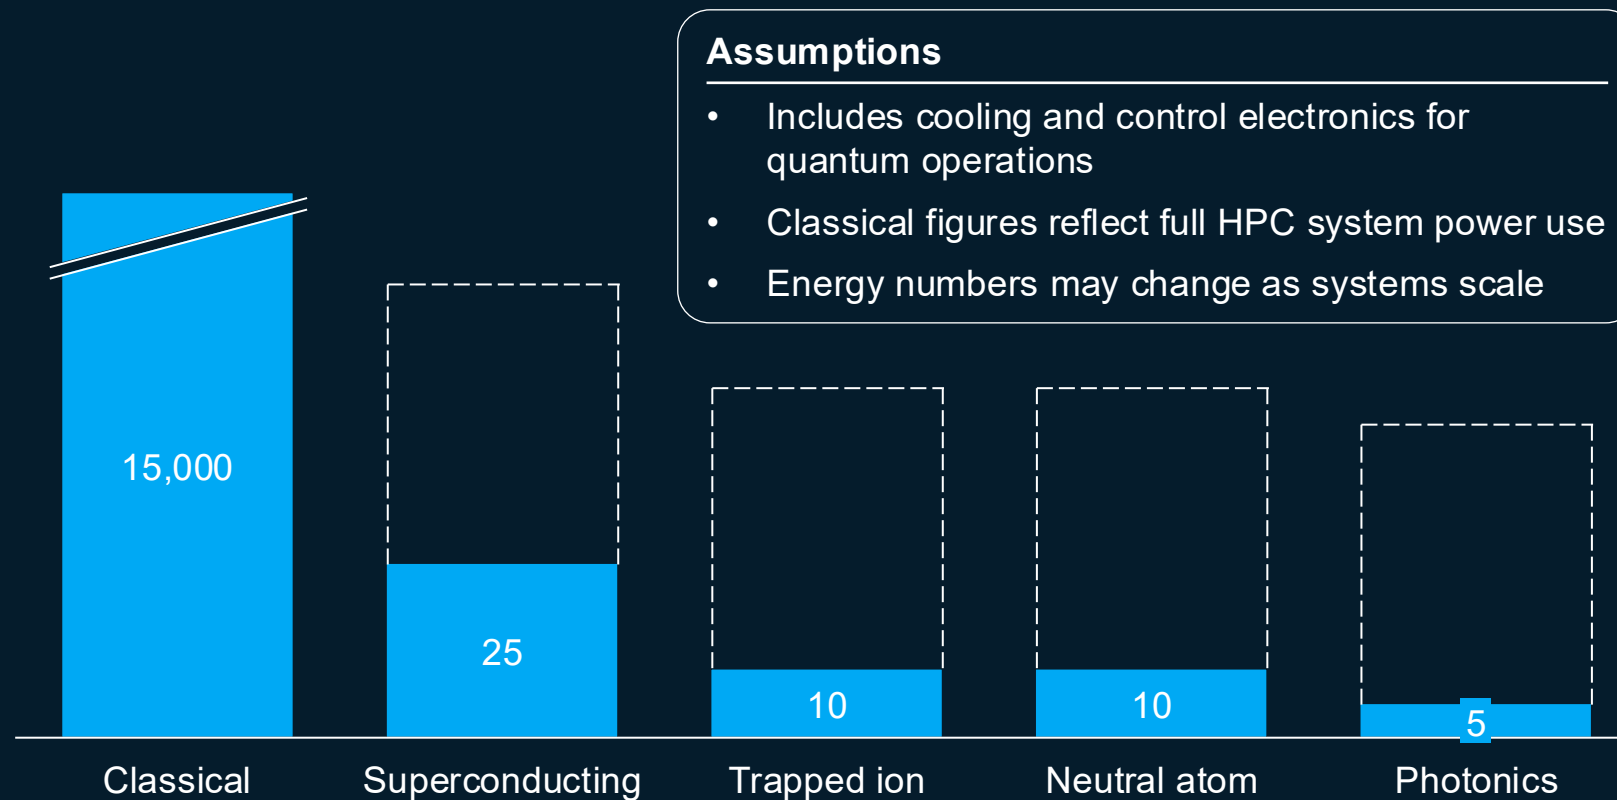 Assumptions
• Includes cooling and control electronics for
quantum operations
• Classical figures reflect full HPC system power use
• Energy numbers may change as systems scale
15,000
25
10
10
5
Classical
Superconducting
Trapped ion
Neutral atom
Photonics